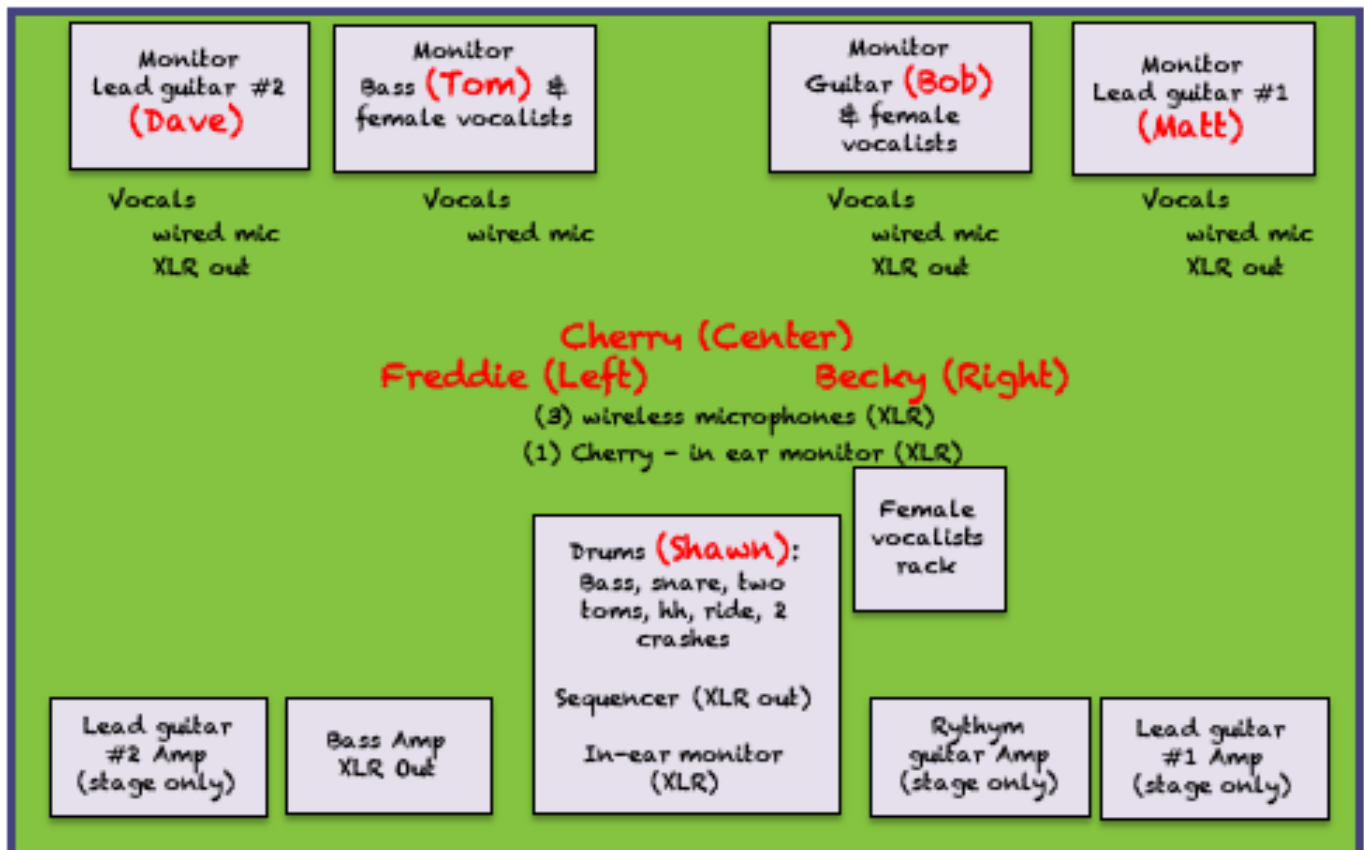 Monitor
Lead guitar #2
(Dave)
Monitor
Bass (Tom) &
female vocalists
Monitor
Guitar (Bob)
& female
vocalists
Monitor
Lead guitar #1
(Matt)
Vocals
wired mic
XLR out
Vocals
wired mic
Vocals
wired mic
XLR out
Vocals
wired mic
XLR out
Cherry (Center)
Freddie (Left)
Becky (Right)
(3) wireless microphones (XLR)
(1) Cherry - in ear monitor (XLR)
Female
vocalists
rack
Drums (Shawn):
Bass, snare, two
toms, hh, ride, 2
crashes
Sequencer (XLR out)
In-ear monitor
(XLR)
Lead guitar
#2 Amp
(stage only)
Bass Amp
XLR Out
Rythym
guitar Amp
(stage only)
Lead guitar
#1 Amp
(stage only)